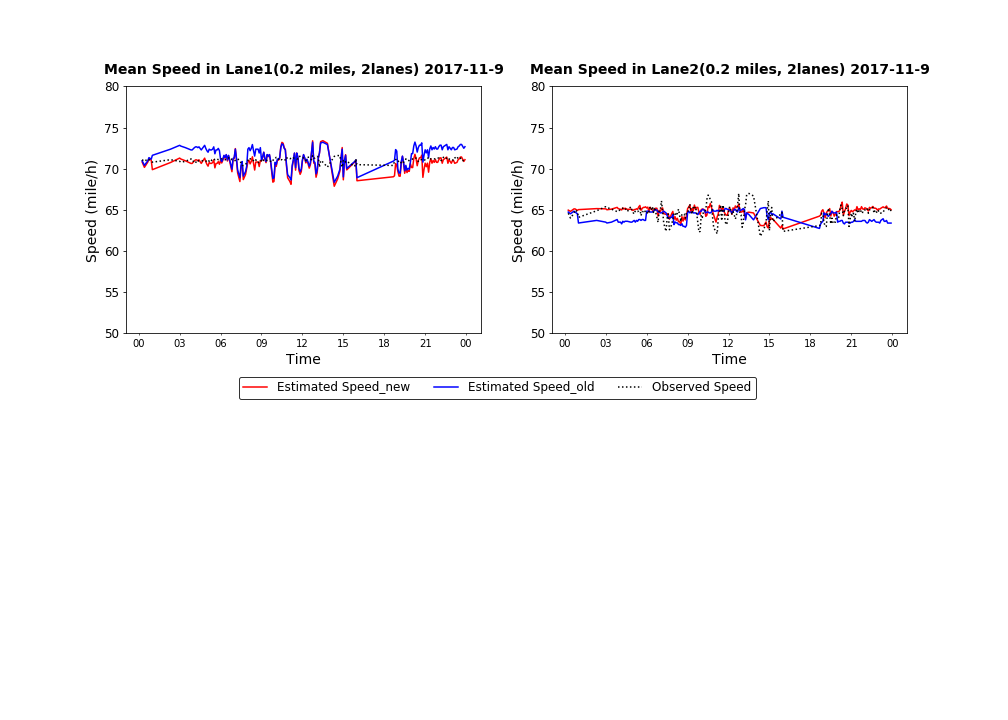 Mean Speed in Lane1(0.2 miles, 2lanes) 2017-11-9
80
75
70
65
60
55
50
Speed (mile/h)
00 03 06 09 12 15 18 21 00
Time
Mean Speed in Lane2(0.2 miles, 2lanes) 2017-11-9
80
75
70
65
60
55
50
Speed (mile/h)
00 03 06 09 12 15 18 21 00
Time
Estimated Speed_new Estimated Speed_old Observed Speed